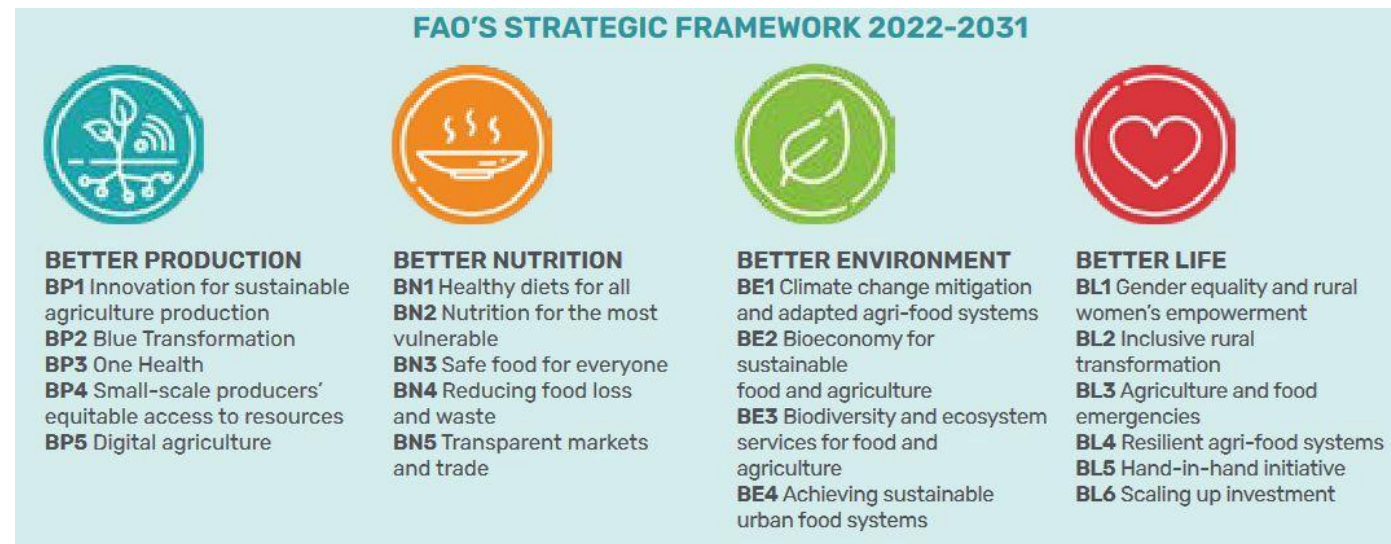 FAO'S STRATEGIC FRAMEWORK 2022-2031
BETTER PRODUCTION
BP1 Innovation for sustainable
agriculture production
BP2 Blue Transformation
BP3 One Health
BP4 Small-scale producers'
equitable access to resources
BP5 Digital agriculture
BETTER NUTRITION
BN1 Healthy diets for all
BN2 Nutrition for the most
vulnerable
BN3 Safe food for everyone
BN4 Reducing food loss
and waste
BN5 Transparent markets
and trade
BETTER ENVIRONMENT
BE1 Climate change mitigation
and adapted agri-food systems
BE2 Bioeconomy for
sustainable
food and agriculture
BE3 Biodiversity and ecosystem
services for food and
agriculture
BE4 Achieving sustainable
urban food systems
BETTER LIFE
BL1 Gender equality and rural
women's empowerment
BL2 Inclusive rural
transformation
BL3 Agriculture and food
emergencies
BL4 Resilient agri-food systems
BL5 Hand-in-hand initiative
BL6 Scaling up investment